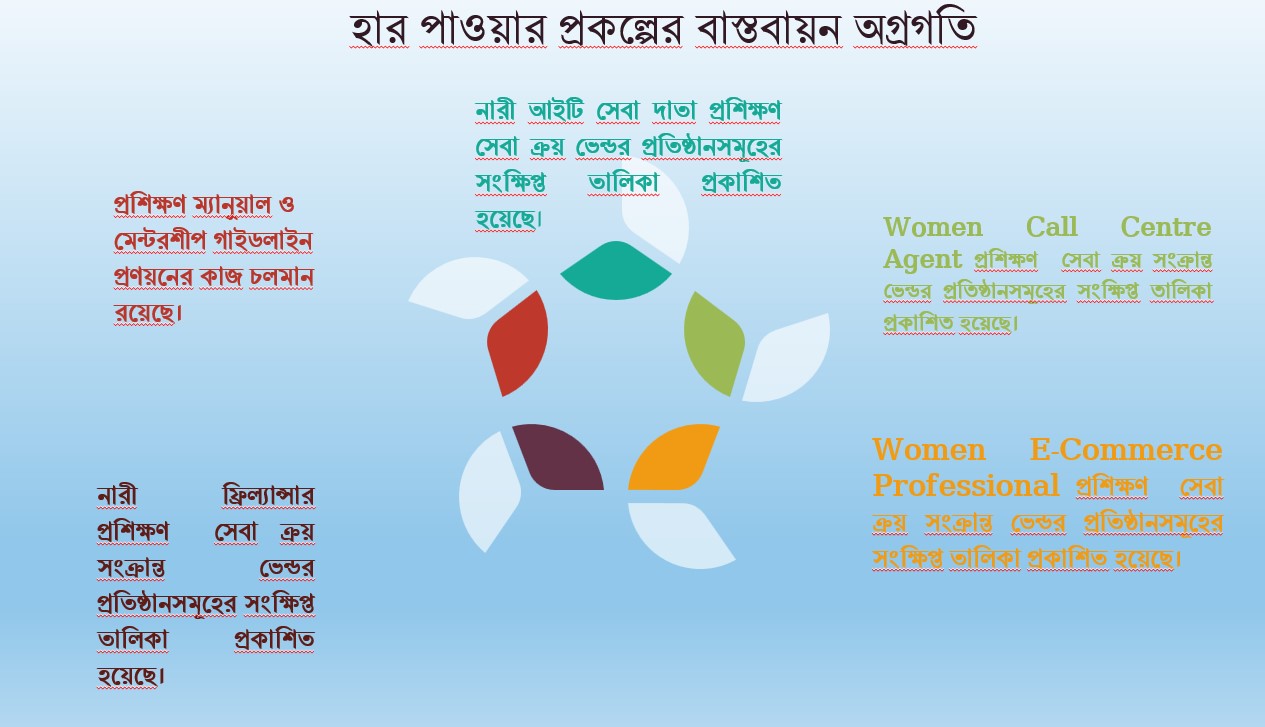 হার পাওয়ার প্রকল্পের বাস্তবায়ন অগ্রগতি
নারী আইটি সেবা দাতা প্রশিক্ষণ
সেবা ক্রয় ভেন্ডর প্রতিষ্ঠানসমূহের
সংক্ষিপ্ত তালিকা প্রকাশিত
হয়েছে।
প্রশিক্ষণ ম্যানুয়াল ও
মেন্টরশীপ গাইডলাইন
প্রণয়নের কাজ চলমান
রয়েছে।
Women Call Centre
Agent প্রশিক্ষণ সেবা ক্রয় সংক্রান্ত
ভেন্ডর প্রতিষ্ঠানসমূহের সংক্ষিপ্ত তালিকা
প্রকাশিত হয়েছে।
Women E-Commerce
Professional প্রশিক্ষণ সেবা
ক্রয় সংক্রান্ত ভেন্ডর প্রতিষ্ঠানসমূহের
সংক্ষিপ্ত তালিকা প্রকাশিত হয়েছে।
নারী ফ্রিল্যান্সার
প্রশিক্ষণ সেবা ক্রয়
সংক্রান্ত ভেন্ডর
প্রতিষ্ঠানসমূহের সংক্ষিপ্ত
তালিকা প্রকাশিত
হয়েছে।